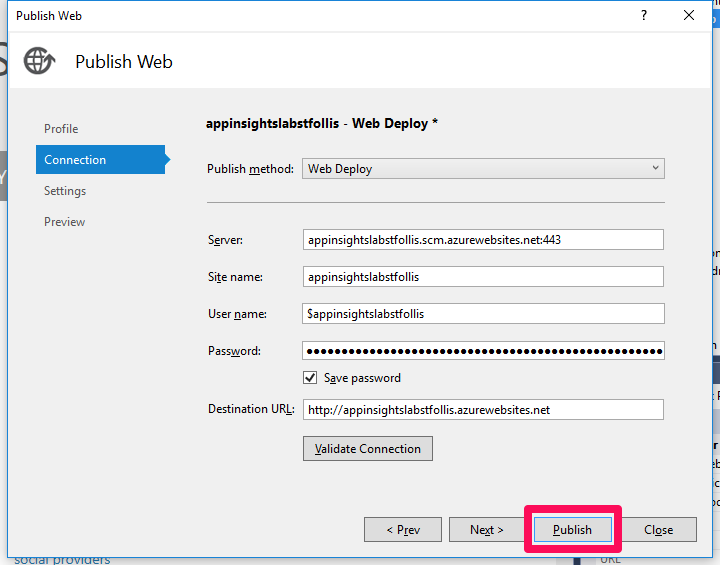 Publish Web
? ×
Publish Web
Profile
Connection
Settings
Preview
appinsightslabstfollis - Web Deploy *
Publish method: Web Deploy
Server: appinsightslabstfollis.scm.azurewebsites.net:443
Site name: appinsightslabstfollis
User name: $appinsightslabstfollis
Password: ●●●●●●●●●●●●●●●●●●●●●●●●●●●●●●●●●●●●●●●●●●●●●●●●●●●
Save password
Destination URL: http://appinsightslabstfollis.azurewebsites.net
Validate Connection
< Prev Next > Publish Close
social providers
URL